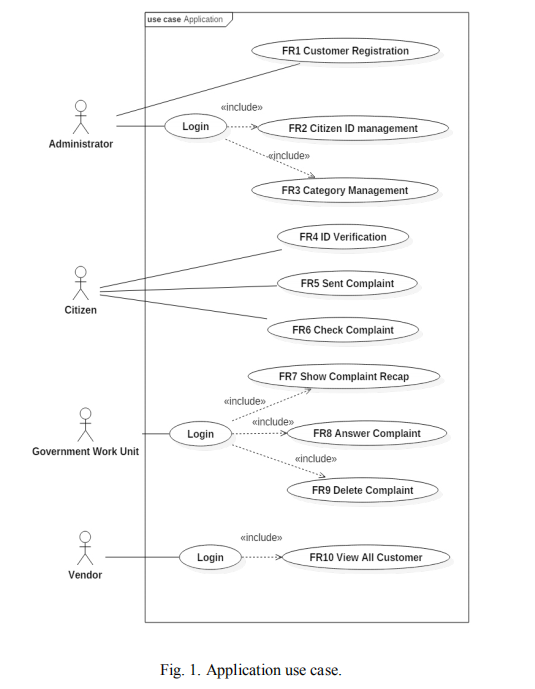 use case Application
FR1 Customer Registration
«include»
Login
FR2 Citizen ID management
Administrator
«include»
FR3 Category Management
FR4 ID Verification
FR5 Sent Complaint
Citizen
FR6 Check Complaint
FR7 Show Complaint Recap
«include»
«include»
Login
FR8 Answer Complaint
Government Work Unit
«include»
FR9 Delete Complaint
«include»
Login
FR10 View All Customer
Vendor
Fig. 1. Application use case.